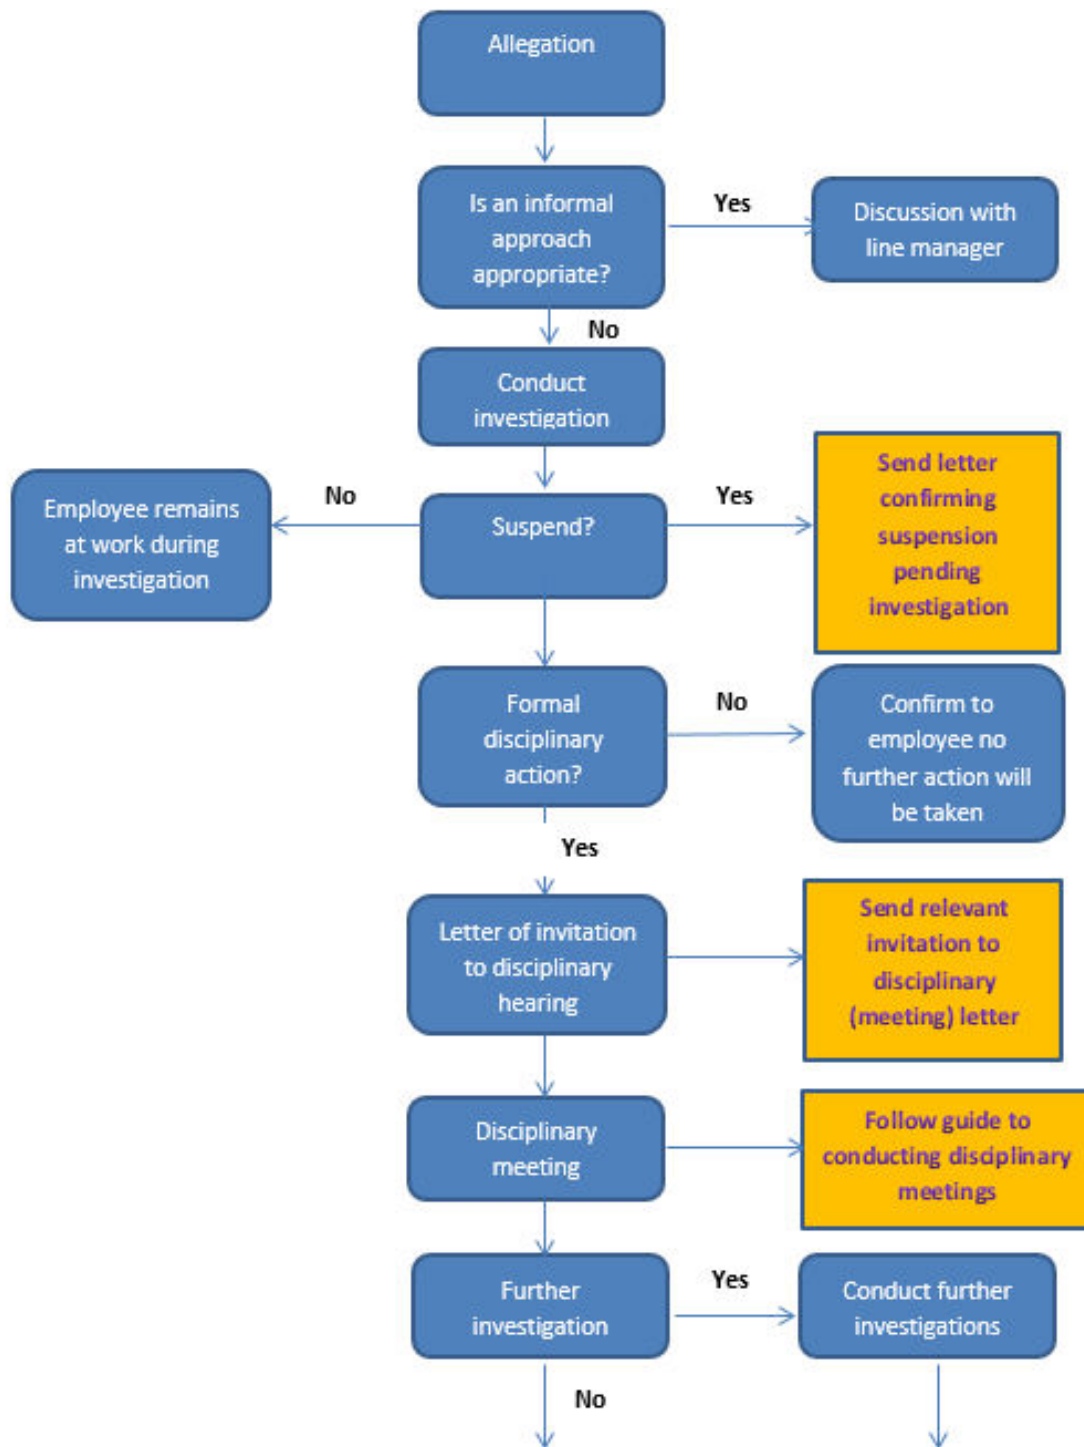 Allegation
Is an informal
approach
appropriate?
Yes
Discussion with
line manager
No
Conduct
investigation
Employee remains
at work during
investigation
No
Suspend?
Yes
Send letter
confirming
suspension
pending
investigation
Formal
disciplinary
action?
No
Confirm to
employee no
further action will
be taken
Yes
Letter of invitation
to disciplinary
hearing
Send relevant
invitation to
disciplinary
(meeting) letter
Disciplinary
meeting
Follow guide to
conducting disciplinary
meetings
Further
investigation
Yes
Conduct further
investigations
No